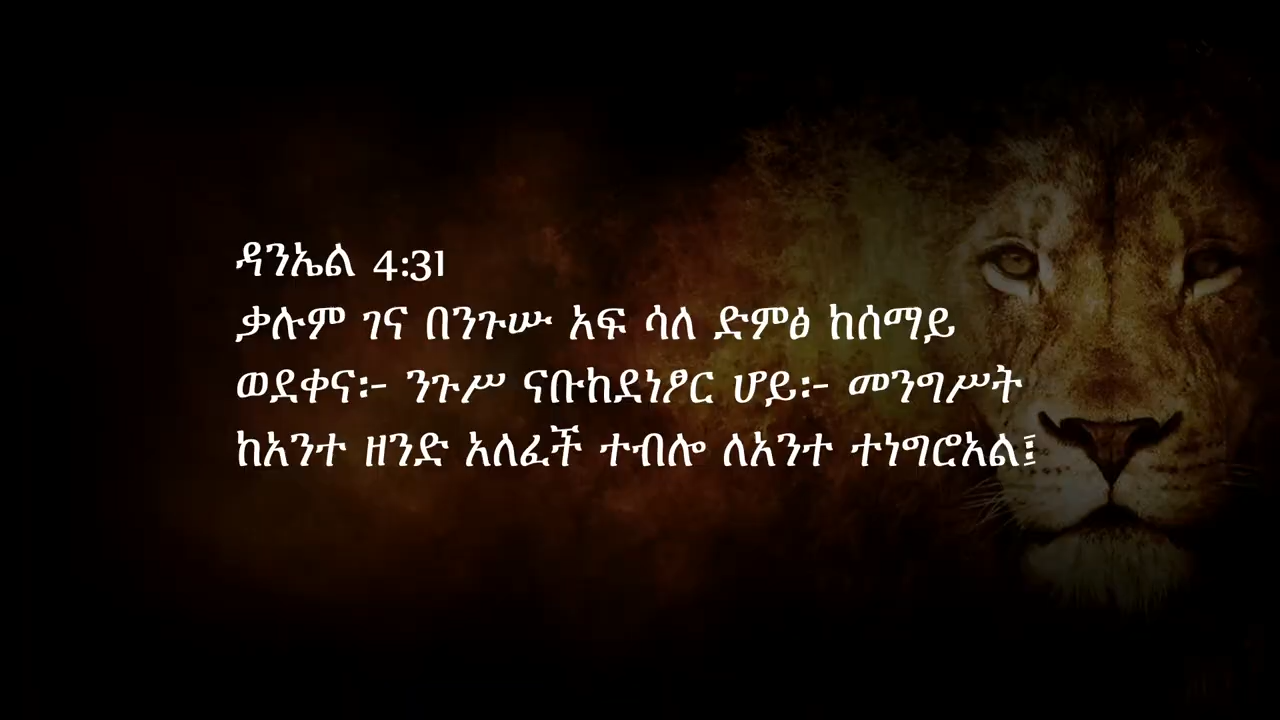 ዳንኤል 4:31
ቃሉም ገና በንጉሡ አፍ ሳለ ድምፅ ከሰማይ
ወደቀና፡- ንጉሥ ናቡከደነፆር ሆይ፡- መንግሥት
ከአንተ ዘንድ አለፈች ተብሎ ለአንተ ተነግሮአል፤